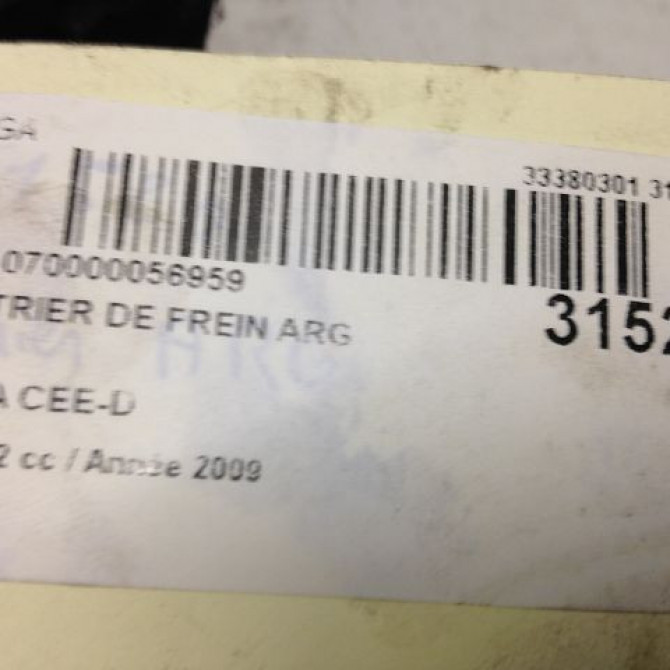 GA
33380301 31
070000056959
TRIER DE FREIN ARG
3152
A CEE-D
2 cc / Année 2009